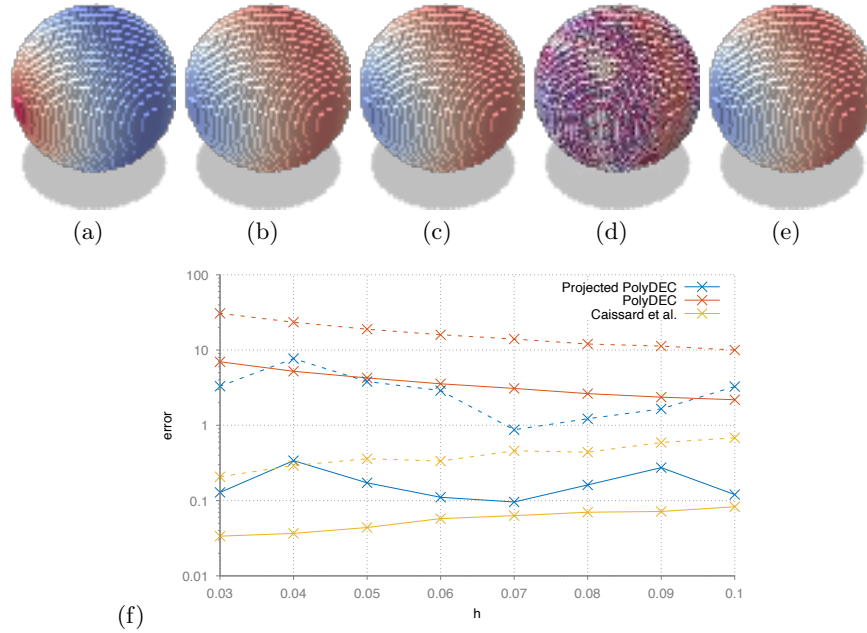 (a) (b) (c) (d) (e)
100
Projected PolyDEC
PolyDEC
Caissard et al.
10
1
0.1
0.01
error
0.03 0.04 0.05 0.06 0.07 0.08 0.09 0.1
h
(f)